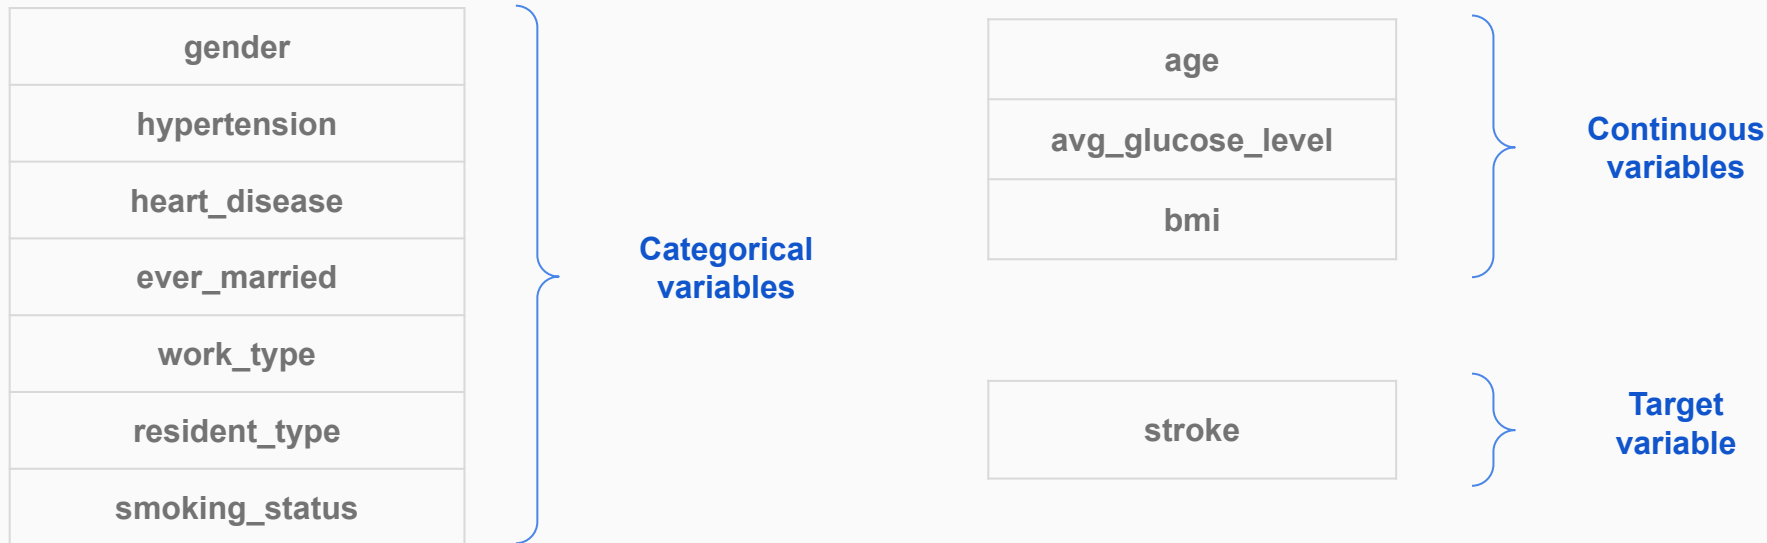 gender
hypertension
heart_disease
ever_married
work_type
resident_type
smoking_status
Categorical
variables
age
avg_glucose_level
bmi
Continuous
variables
stroke
Target
variable